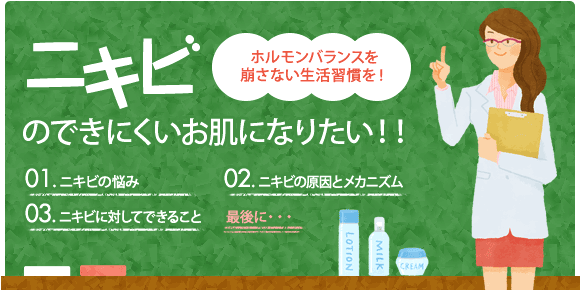 ニキビ
ホルモンバランスを
崩さない生活習慣を！
のできにくいお肌になりたい！！
01. ニキビの悩み
02. ニキビの原因とメカニズム
03. ニキビに対してできること
最後に・・・
LOTION
MILK
CREAM